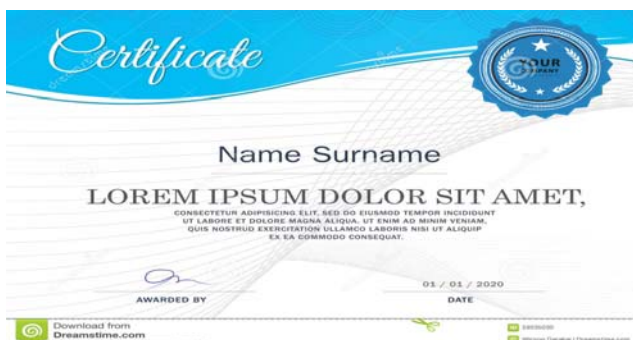 Certificate
YOUR
COMPANY
Name Surname
LOREM IPSUM DOLOR SIT AMET,
CONSECTETUR ADIPISICING ELIT, SED DO EIUSMOD TEMPOR INCIDIDUNT
UT LABORE ET DOLORE MAGNA ALIQUA. UT ENIM AD MINIM VENIAM,
QUIS NOSTRUD EXERCITATION ULLAMCO LABORIS NISI UT ALIQUIP
EX EA COMMODO CONSEQUAT.
01 / 01 / 2020
AWARDED BY
DATE
Download from
Dreamstime.com